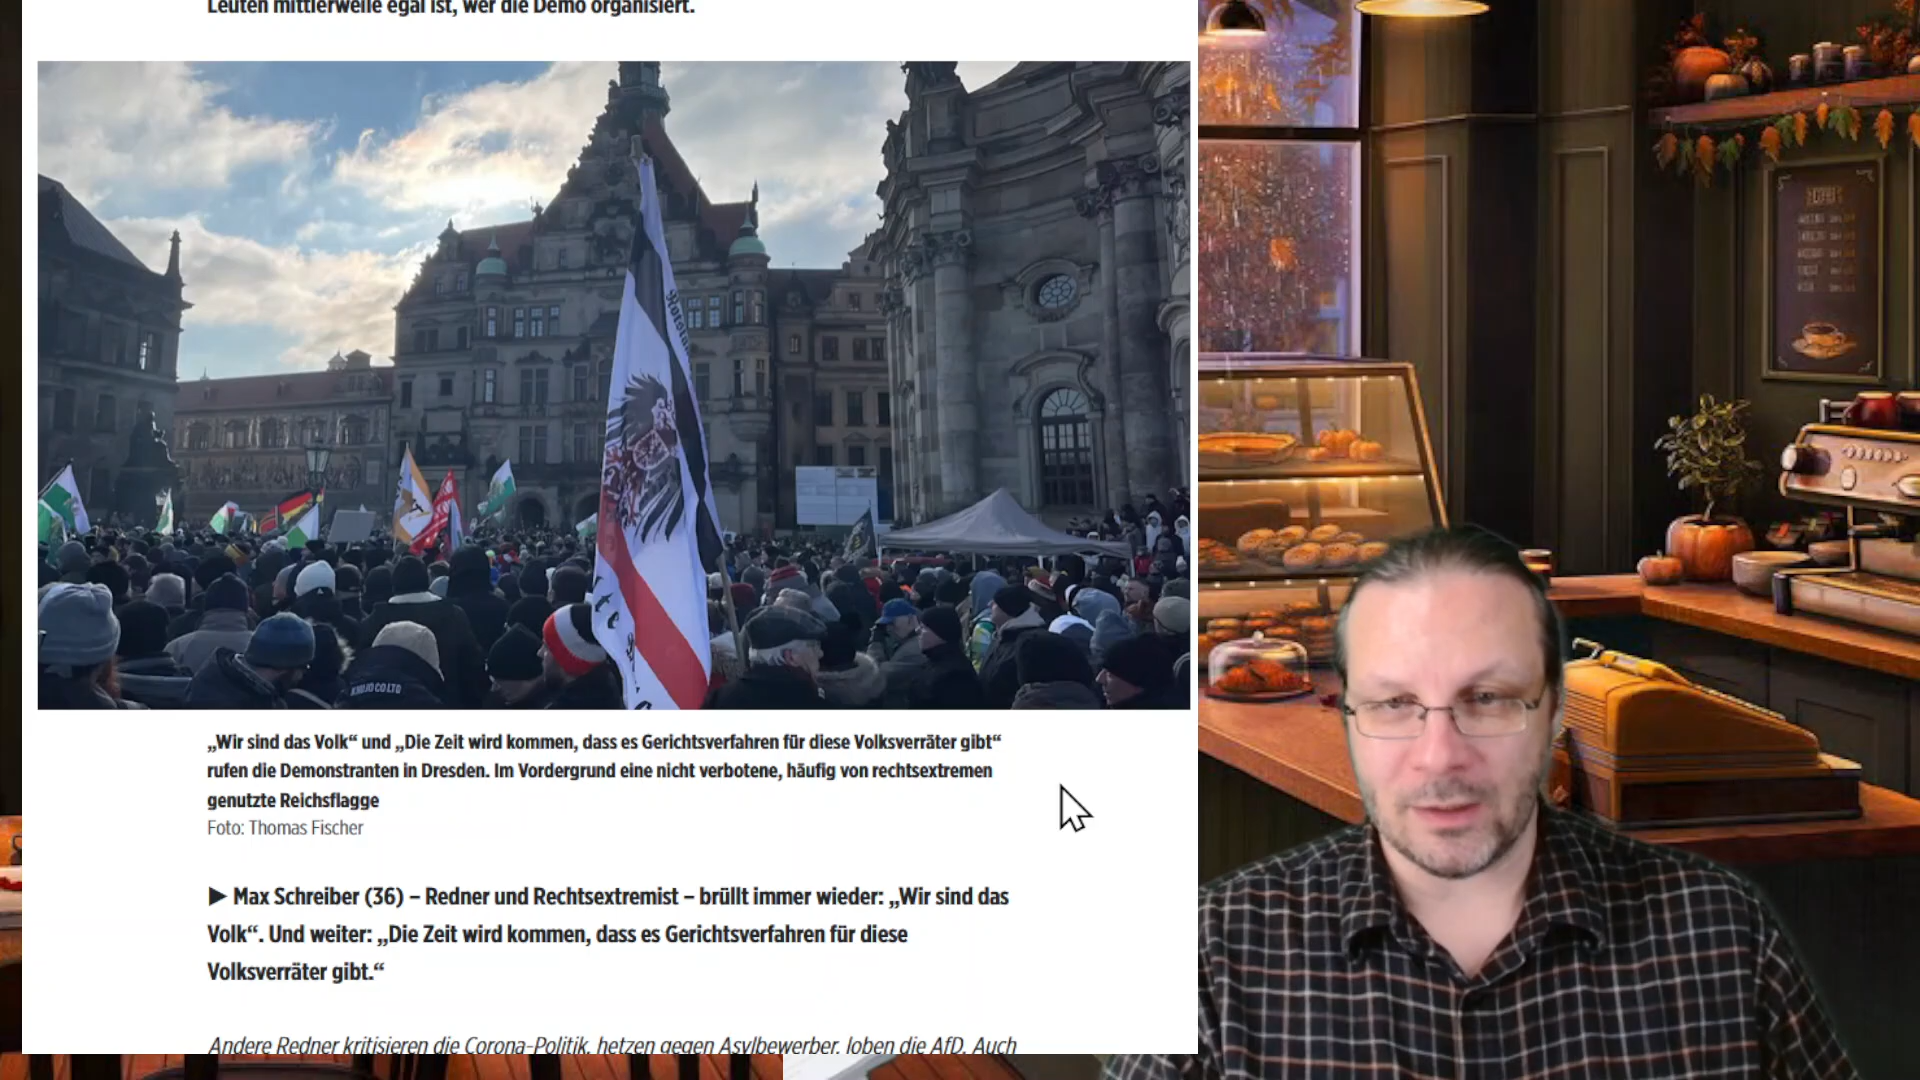 Leuten mittlerweile egal ist, wer die Demo organisiert.
„Wir sind das Volk“ und „Die Zeit wird kommen, dass es Gerichtsverfahren für diese Volksverräter gibt“
rufen die Demonstranten in Dresden. Im Vordergrund eine nicht verbotene, häufig von rechtsextremen
genutzte Reichsflagge
Foto: Thomas Fischer
▶ Max Schreiber (36) – Redner und Rechtsextremist – brüllt immer wieder: „Wir sind das
Volk“. Und weiter: „Die Zeit wird kommen, dass es Gerichtsverfahren für diese
Volksverräter gibt.“
Andere Redner kritisieren die Corona-Politik, hetzen gegen Asylbewerber, loben die AfD. Auch